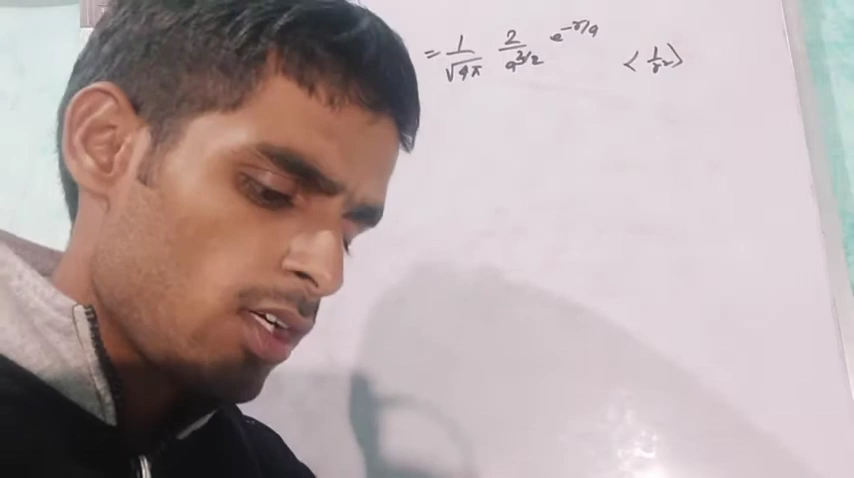 = 1/√4π 2/a^3/2 e^-r/a <1/r²>